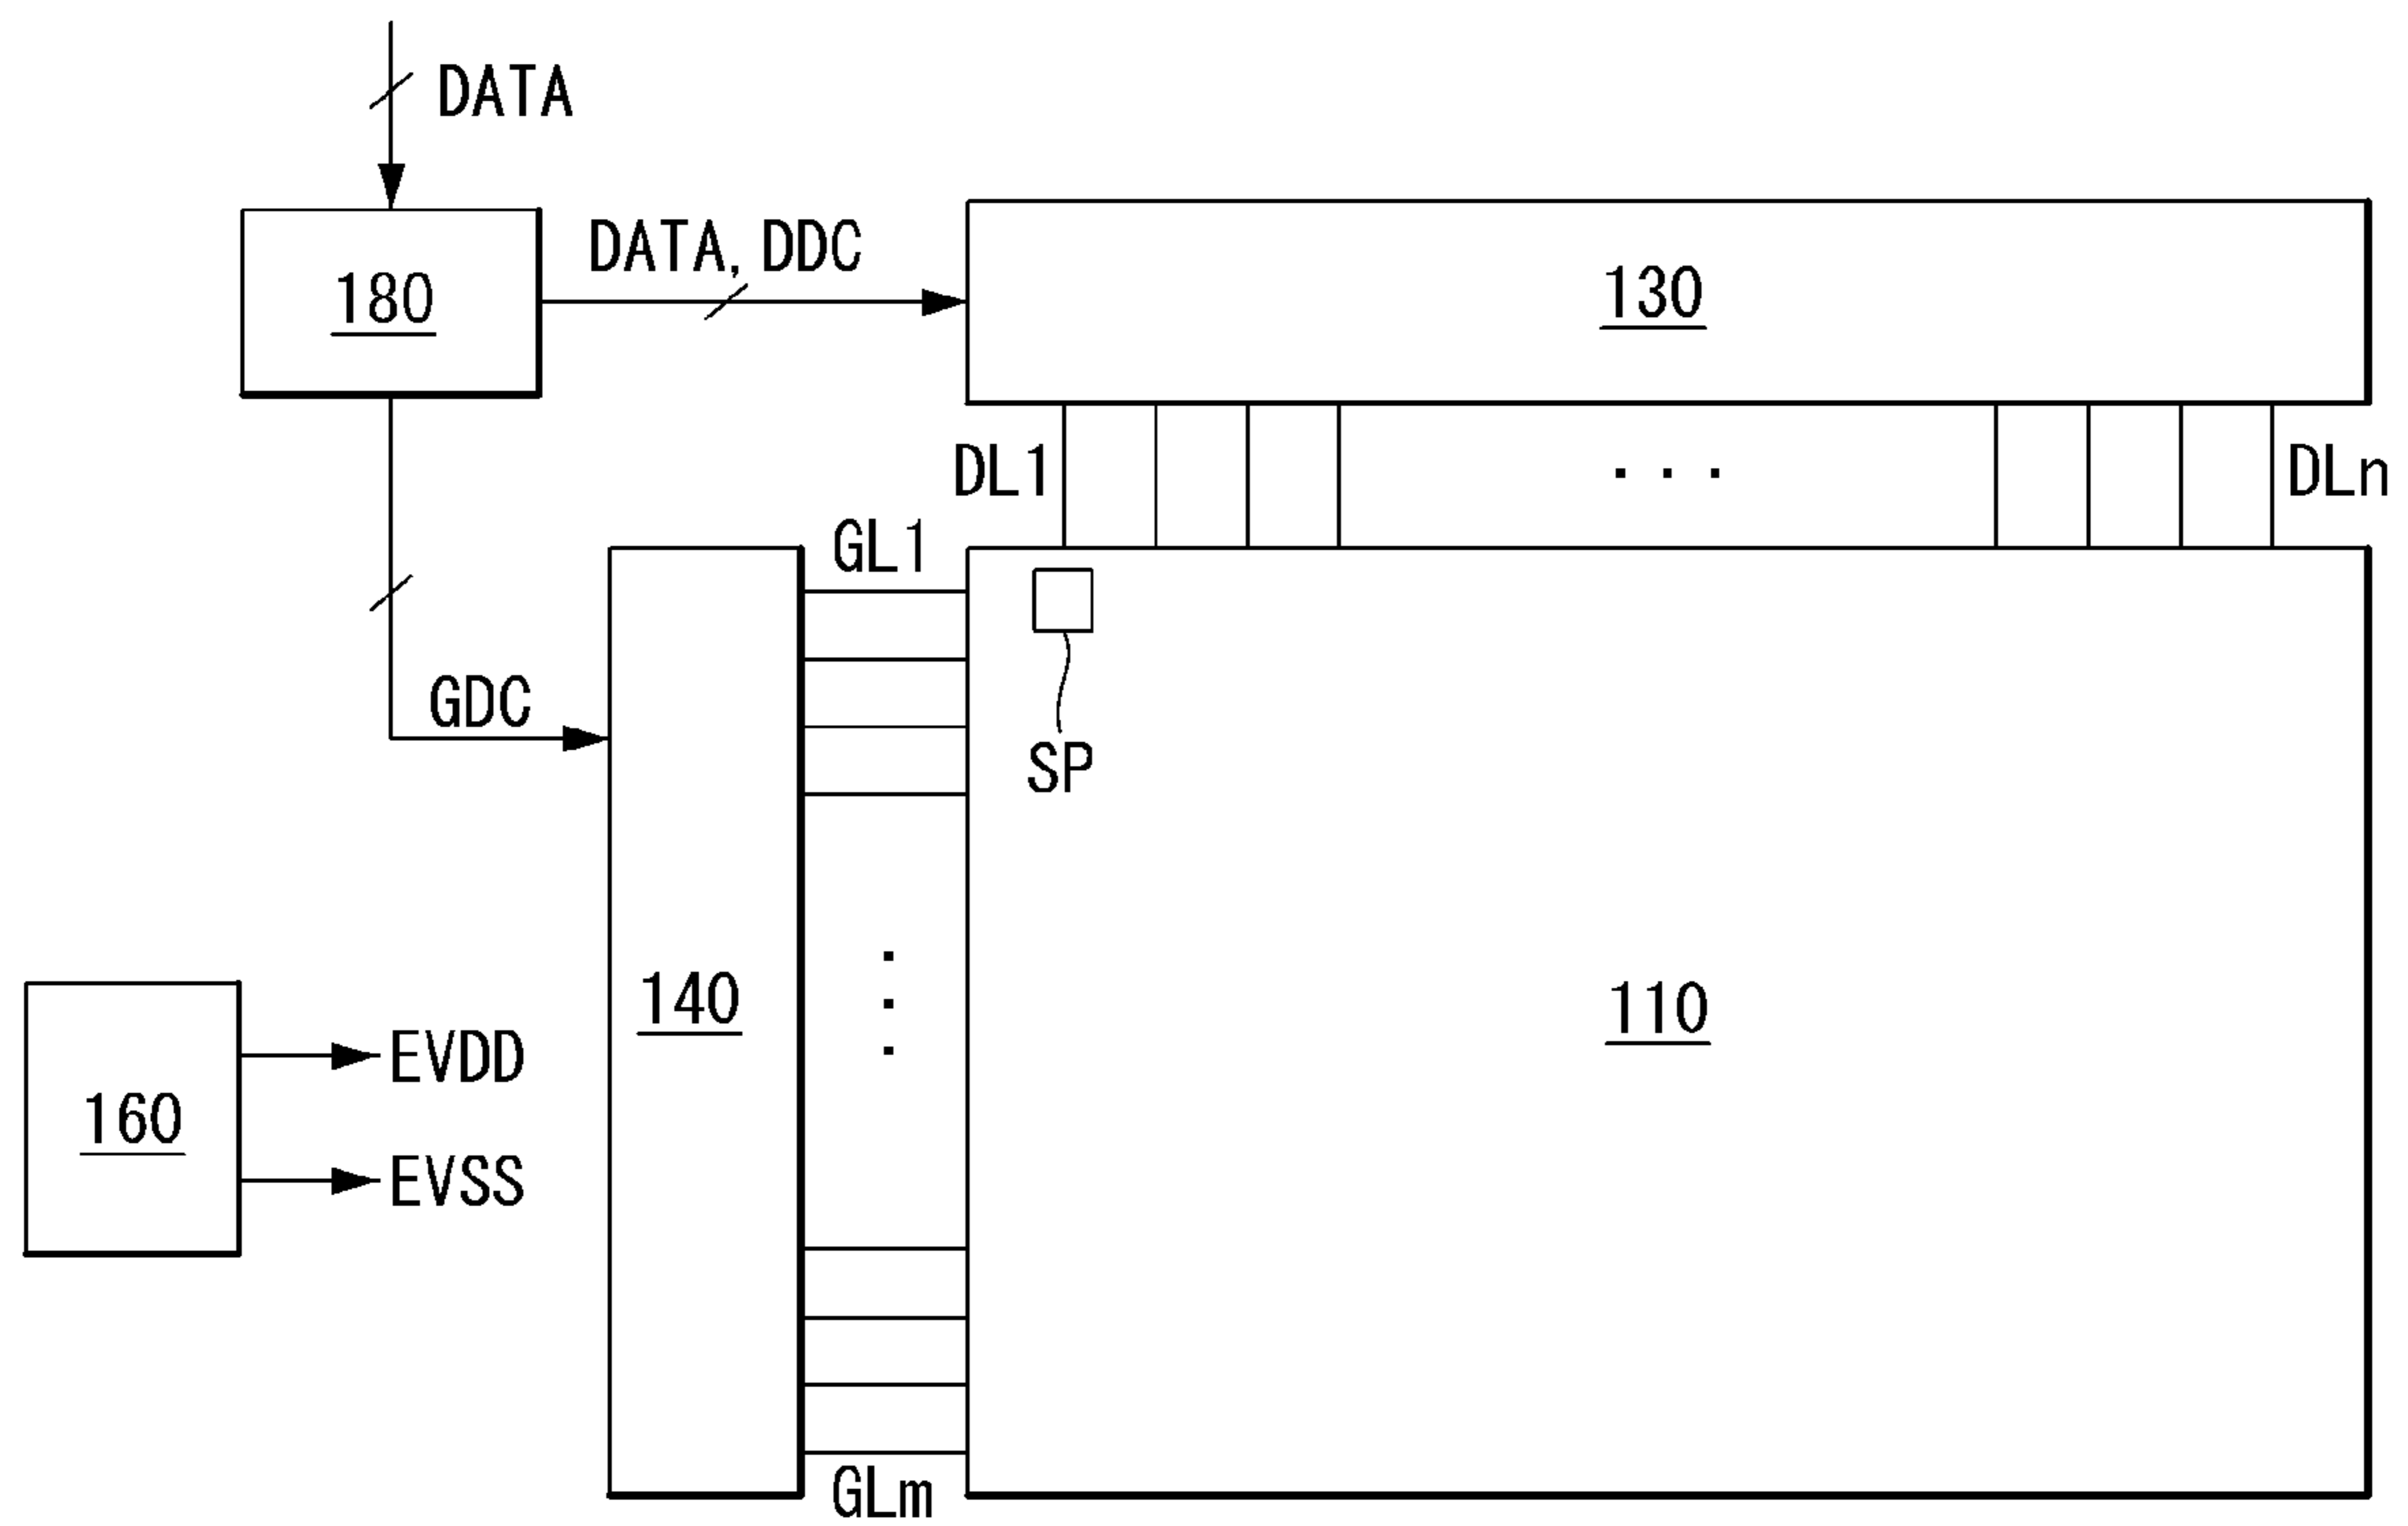 DATA
DATA, DDC
180
130
DL1
...
DLn
GL1
GDC
SP
140
110
EVDD
160
EVSS
GLm